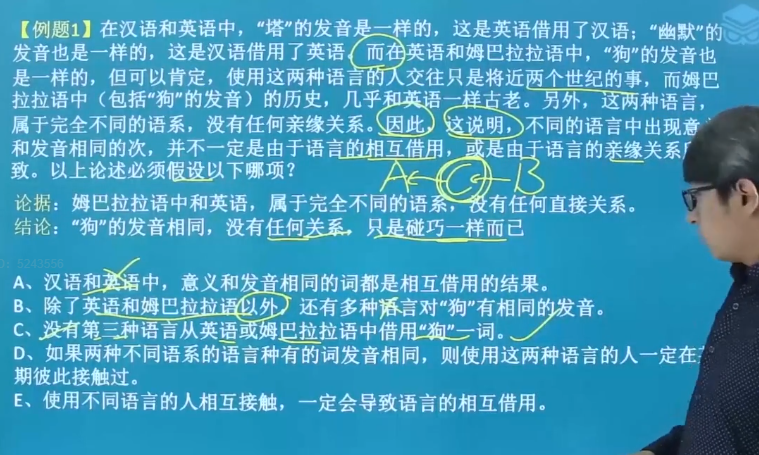 【例题1】在汉语和英语中，“塔”的发音是一样的，这是英语借用了汉语；“幽默”的
发音也是一样的，这是汉语借用了英语。而在英语和姆巴拉拉语中，“狗”的发音也
是一样的，但可以肯定，使用这两种语言的人交往只是将近两个世纪的事，而姆巴
拉拉语中（包括“狗”的发音）的历史，几乎和英语一样古老。另外，这两种语言，
属于完全不同的语系，没有任何亲缘关系。因此，这说明，不同的语言中出现意
和发音相同的次，并不一定是由于语言的相互借用，或是由于语言的亲缘关系
致。以上论述必须假设以下哪项？
A C B
论据：姆巴拉拉语中和英语，属于完全不同的语系，没有任何直接关系。
结论：“狗”的发音相同，没有任何关系，只是碰巧一样而已
5243556
A、汉语和英语中，意义和发音相同的词都是相互借用的结果。
B、除了英语和姆巴拉拉语以外，还有多种语言对“狗”有相同的发音。
C、没有第三种语言从英语或姆巴拉拉语中借用“狗”一词。
D、如果两种不同语系的语言种有的词发音相同，则使用这两种语言的人一定在
期彼此接触过。
E、使用不同语言的人相互接触，一定会导致语言的相互借用。